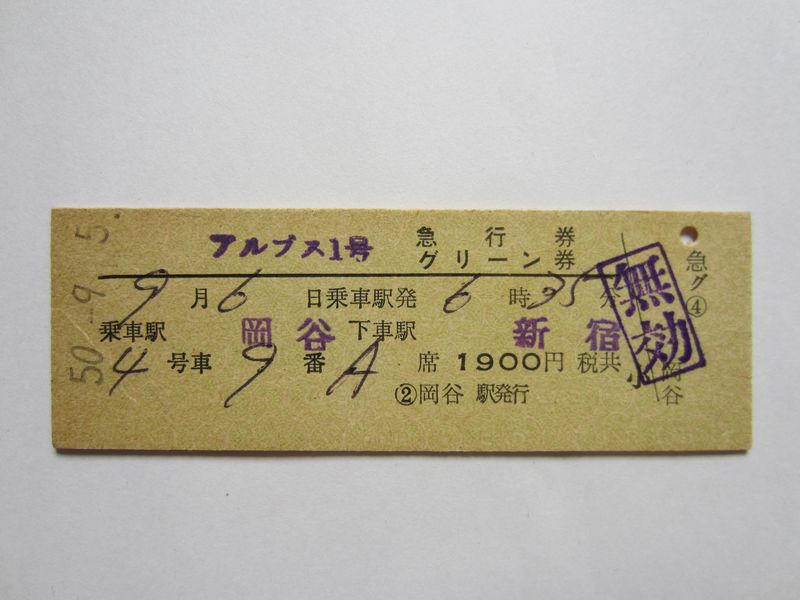 50.-9.-5.
アルプス1号 急行券
グリーン券
9月6日乗車駅発6時35分
乗車駅 岡谷 下車駅 新宿
4号車9番A席 1900円 税共
②岡谷 駅発行
無効
急グ④
小
岡谷